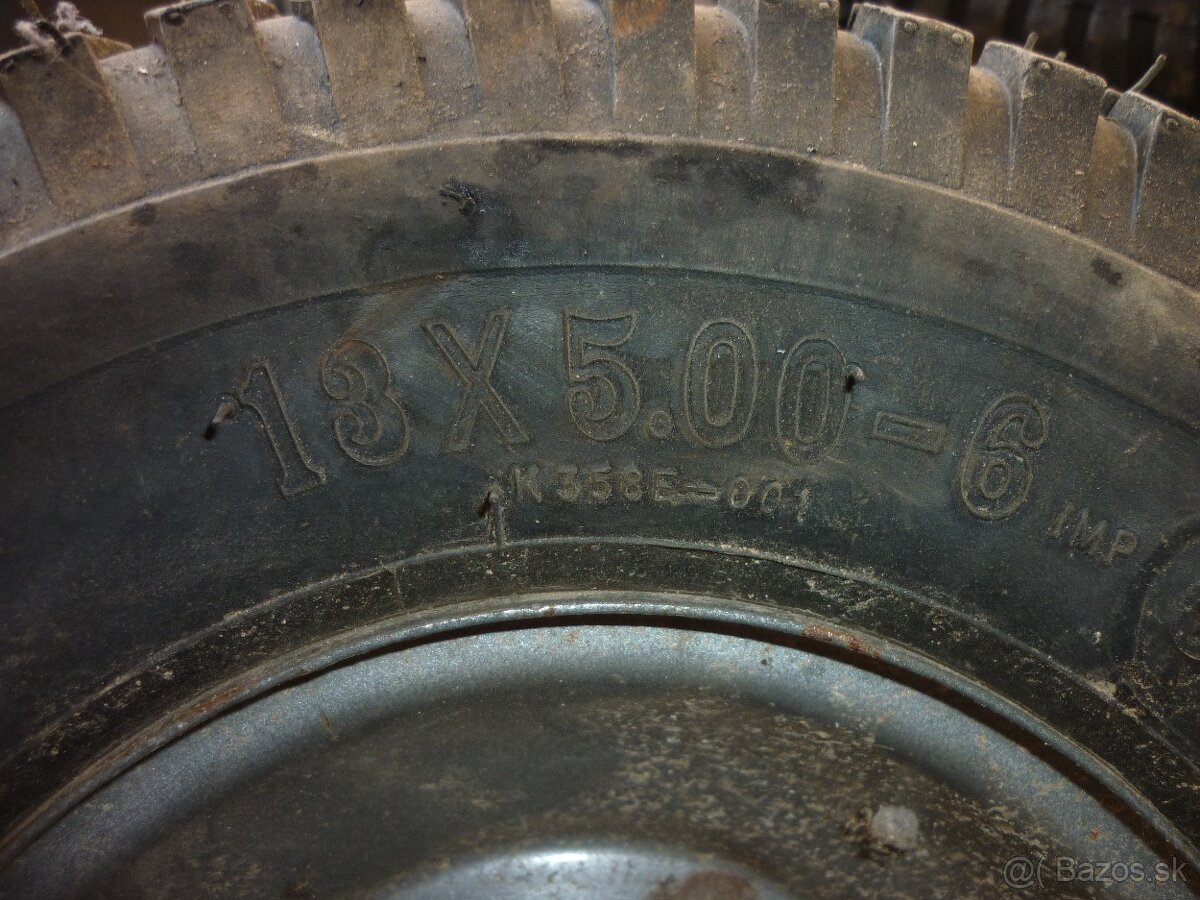 13 X 5.00-6
K358E-001
IMP
@( Bazos.sk